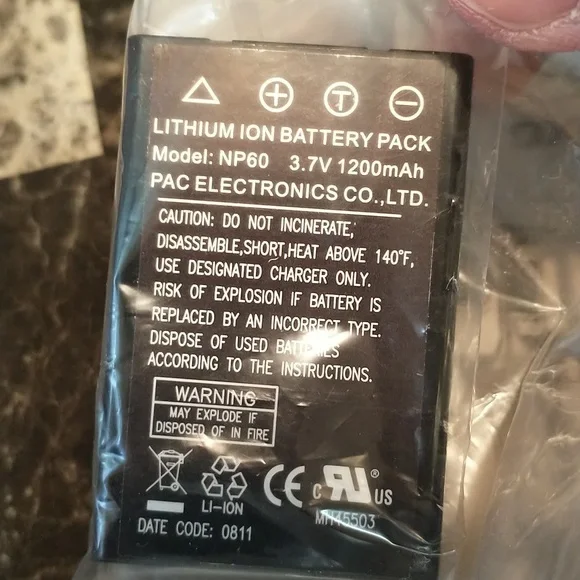 + T −
LITHIUM ION BATTERY PACK
Model: NP60 3.7V 1200mAh
PAC ELECTRONICS CO.,LTD.
CAUTION: DO NOT INCINERATE,
DISASSEMBLE,SHORT,HEAT ABOVE 140°F,
USE DESIGNATED CHARGER ONLY.
RISK OF EXPLOSION IF BATTERY IS
REPLACED BY AN INCORRECT TYPE.
DISPOSE OF USED BATTERIES
ACCORDING TO THE INSTRUCTIONS.
WARNING
MAY EXPLODE IF
DISPOSED OF IN FIRE
LI-ION
CE c RU® US
MH45503
DATE CODE: 0811